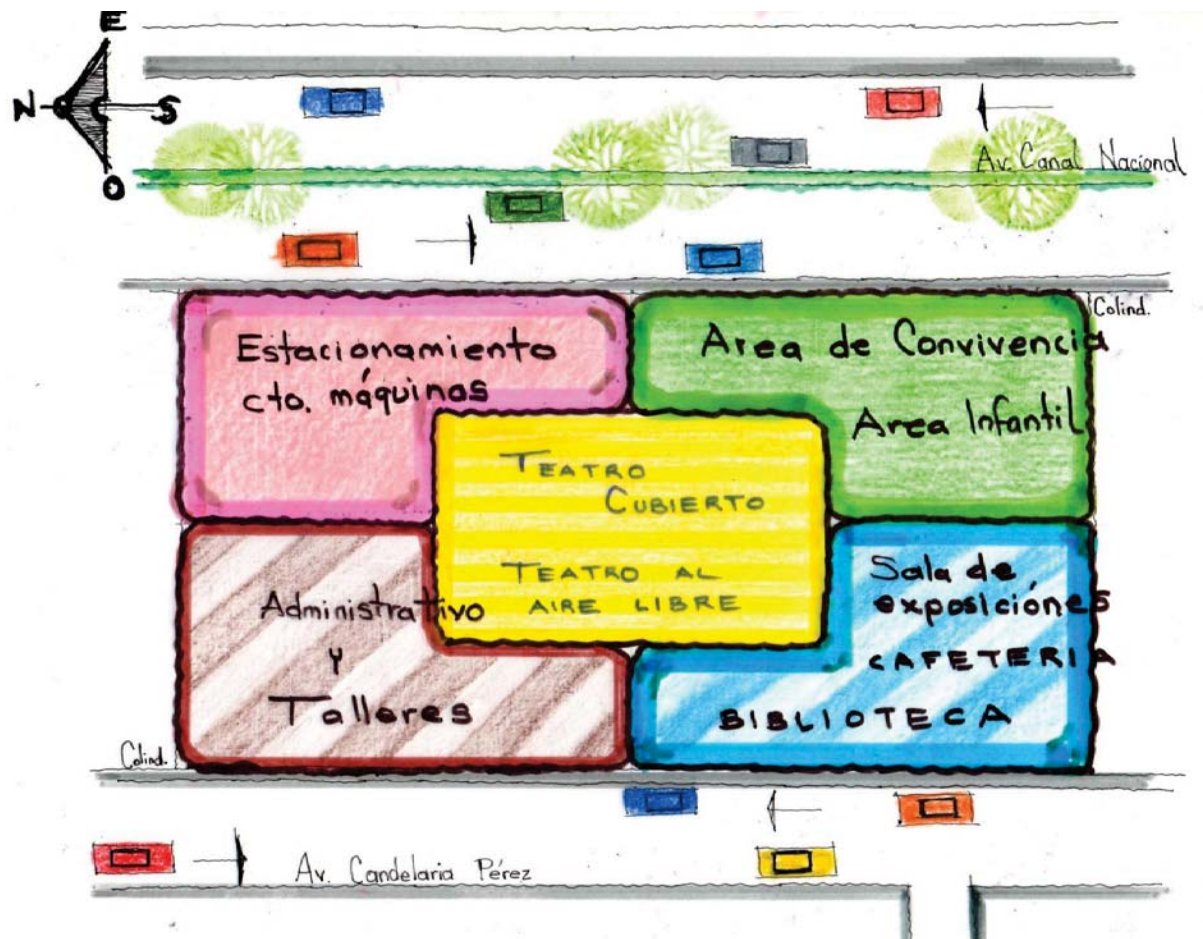 E
N
S
O
Av. Canal Nacional
Colind.
Estacionamiento
cto. máquinas
Area de Convivencia
Area Infantil
TEATRO
CUBIERTO
TEATRO AL
AIRE LIBRE
Administrativo
Y
Talleres
Sala de
exposiciónes
CAFETERIA
BIBLIOTECA
Colind.
Av. Candelaria Pérez